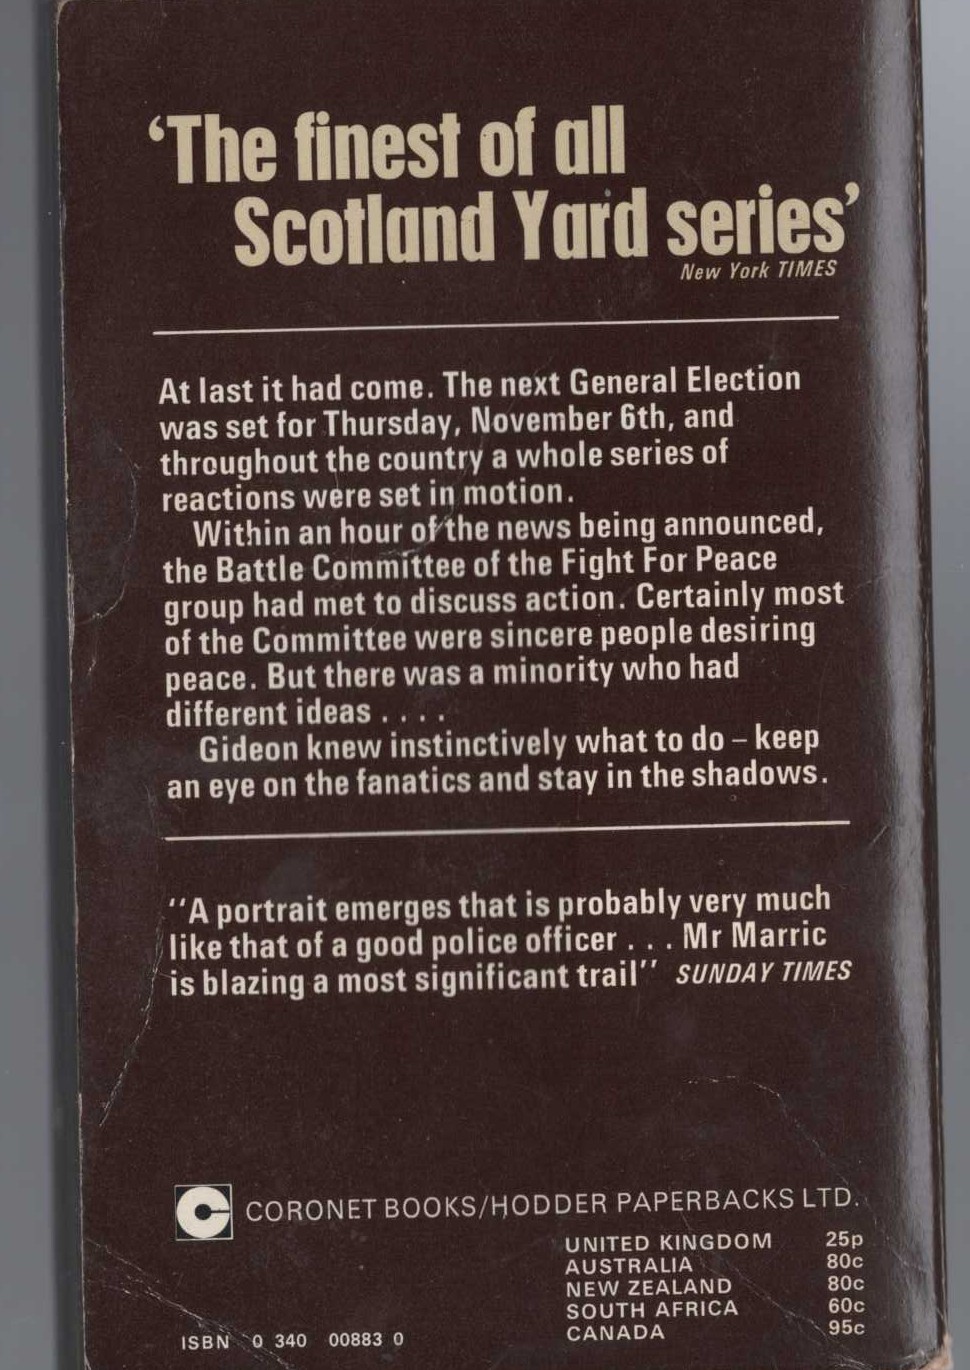 ‘The finest of all
Scotland Yard series’
New York TIMES
At last it had come. The next General Election
was set for Thursday, November 6th, and
throughout the country a whole series of
reactions were set in motion.
Within an hour of the news being announced,
the Battle Committee of the Fight For Peace
group had met to discuss action. Certainly most
of the Committee were sincere people desiring
peace. But there was a minority who had
different ideas . . . .
Gideon knew instinctively what to do – keep
an eye on the fanatics and stay in the shadows.
"A portrait emerges that is probably very much
like that of a good police officer . . . Mr Marric
is blazing a most significant trail" SUNDAY TIMES
CORONET BOOKS/HODDER PAPERBACKS LTD.
UNITED KINGDOM 25p
AUSTRALIA 80c
NEW ZEALAND 80c
SOUTH AFRICA 60c
CANADA 95c
ISBN 0 340 00883 0